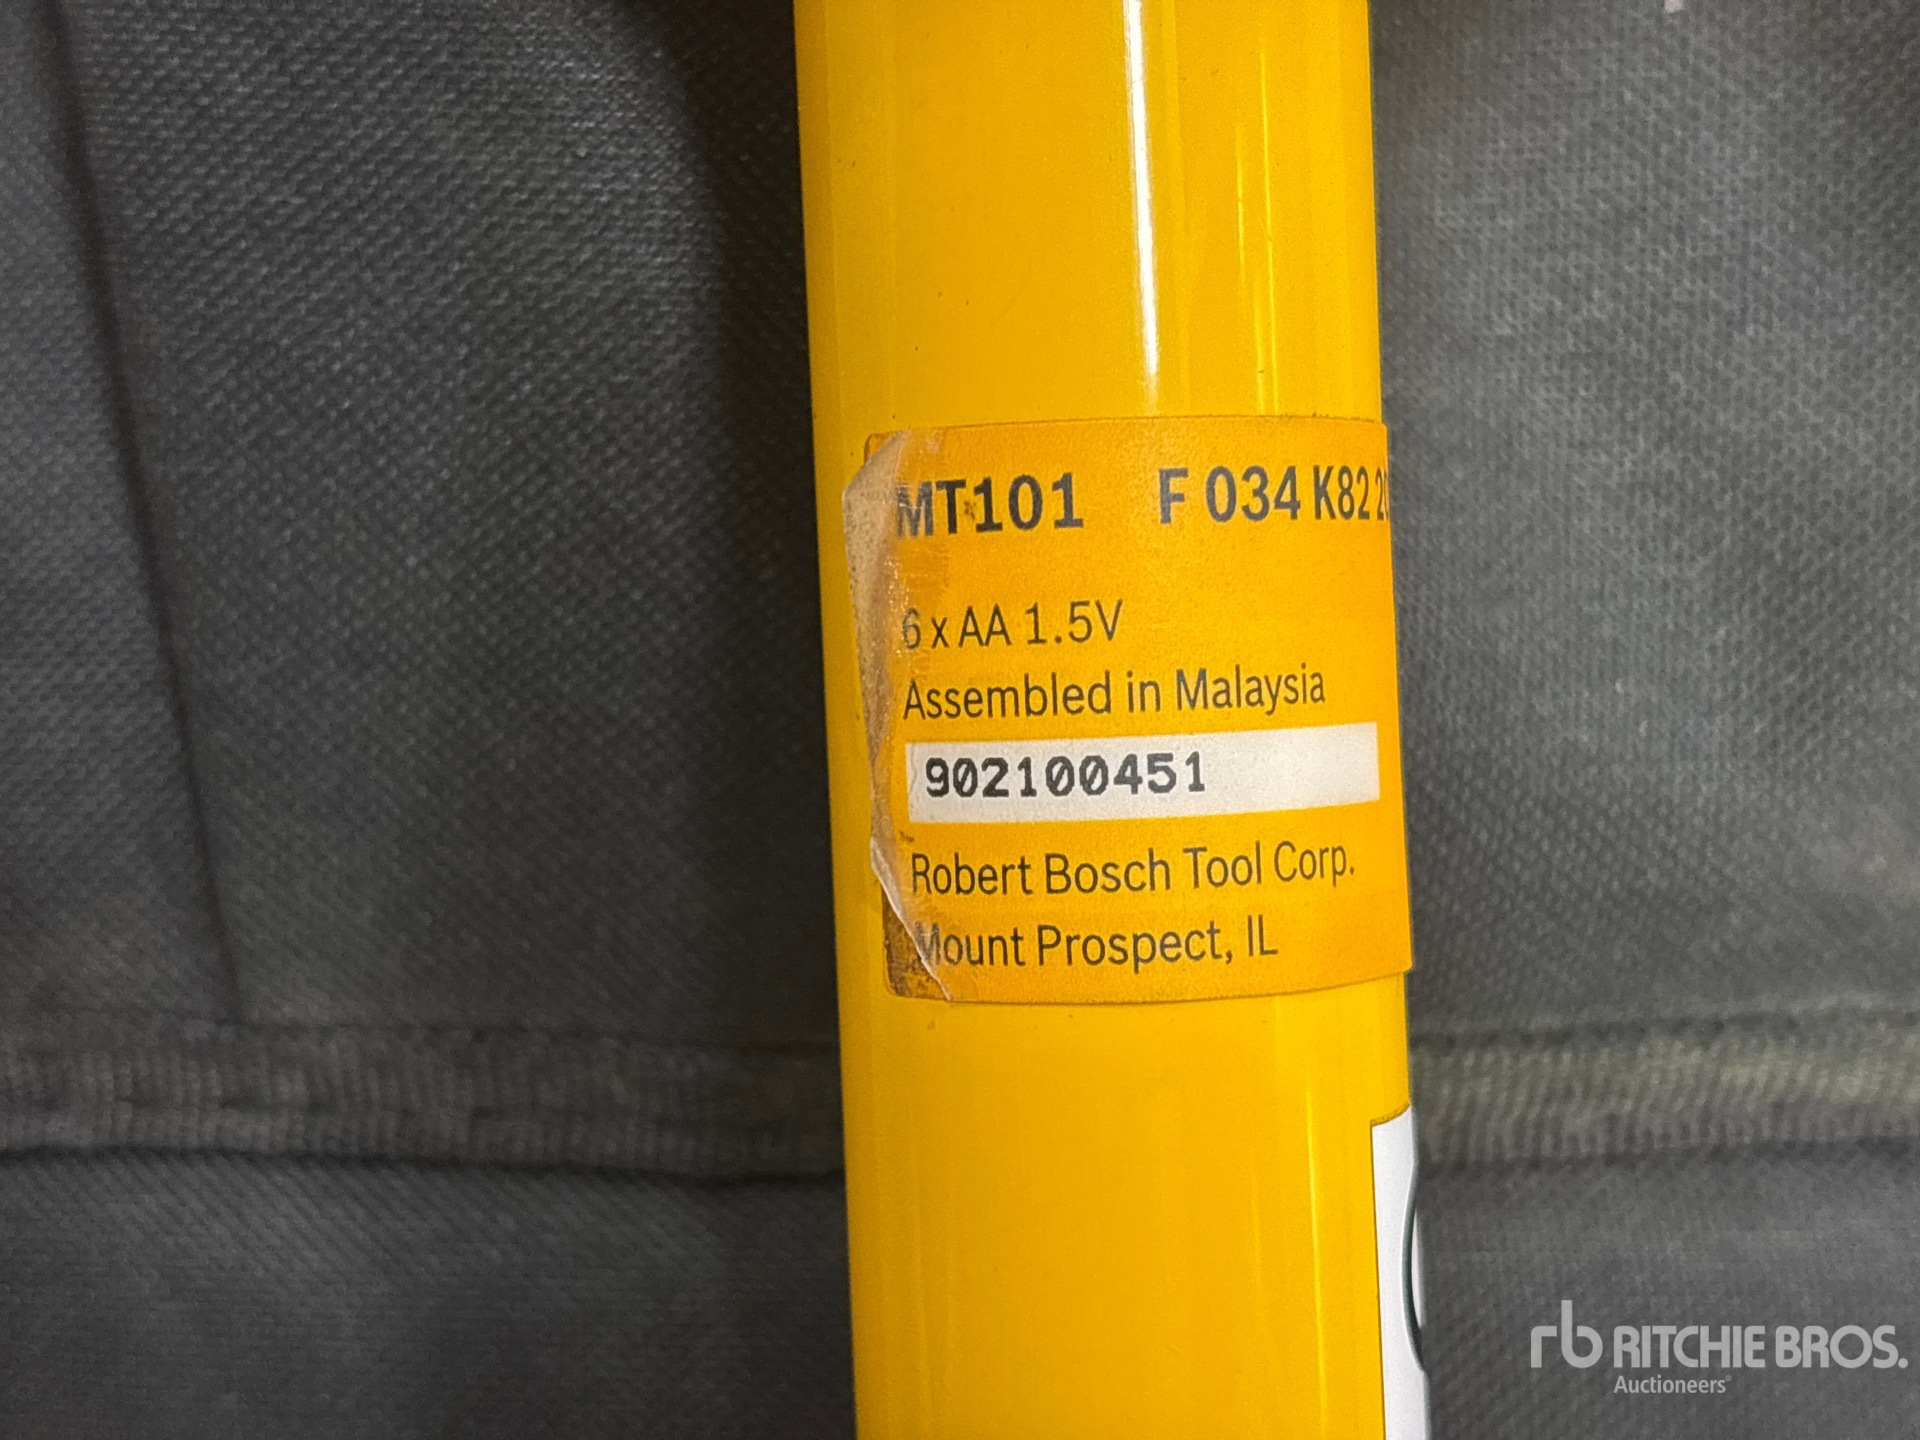 MT101 F 034 K82
6 x AA 1.5V
Assembled in Malaysia
902100451
Robert Bosch Tool Corp.
Mount Prospect, IL
rb RITCHIE BROS.
Auctioneers